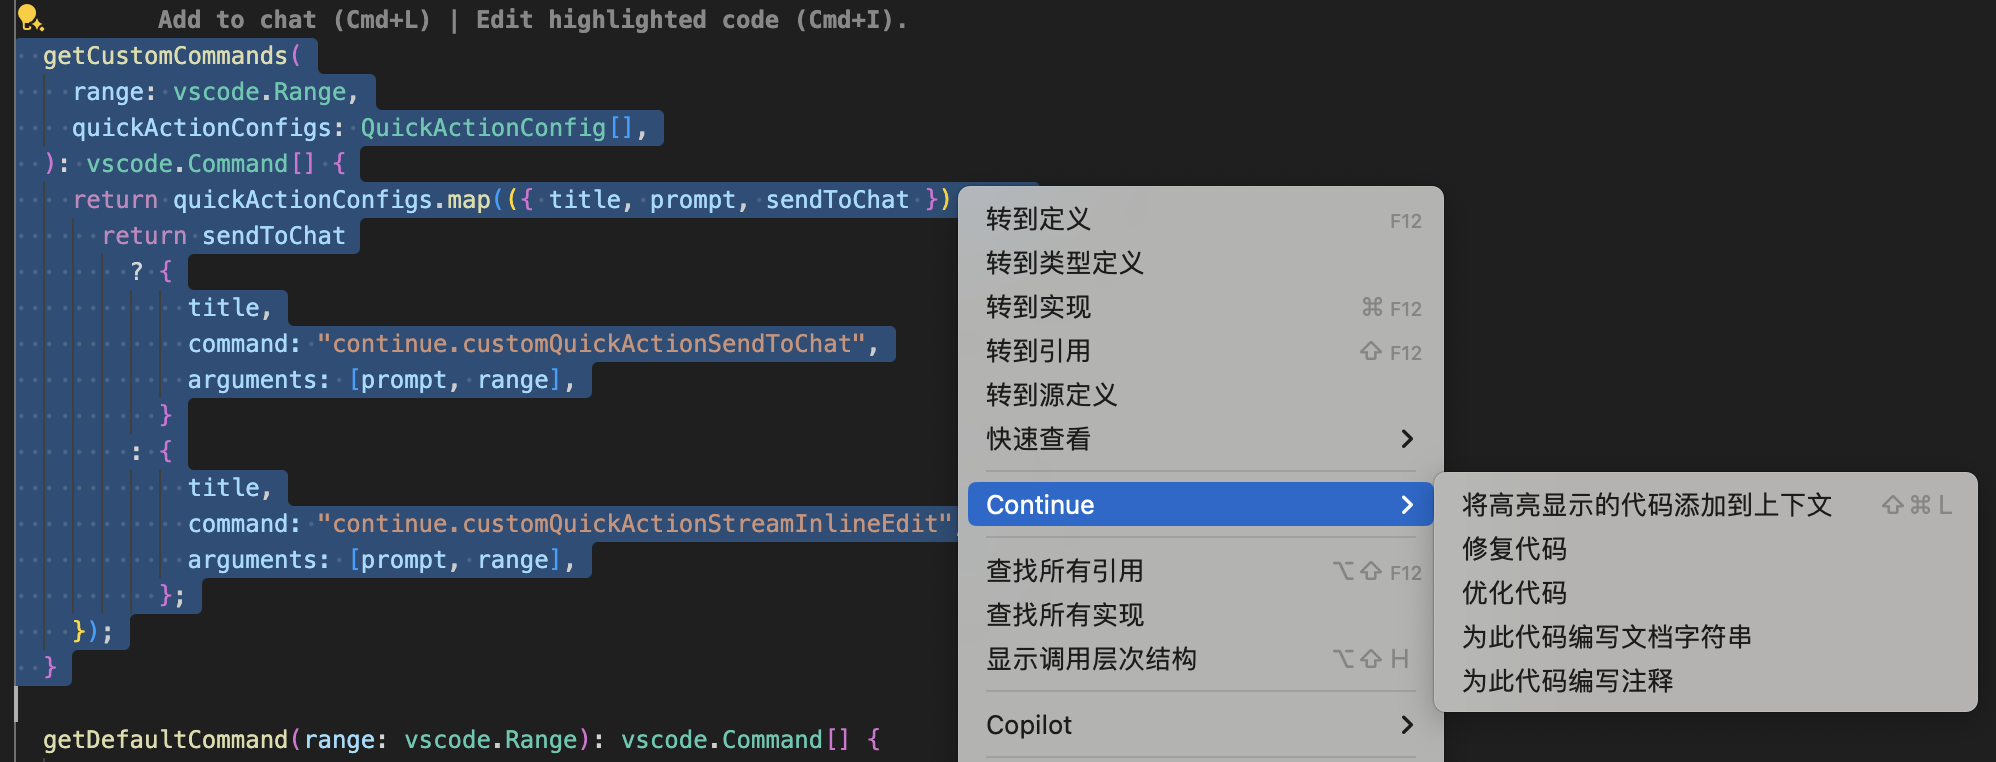 Add to chat (Cmd+L) | Edit highlighted code (Cmd+I).
getCustomCommands(
range: vscode.Range,
quickActionConfigs: QuickActionConfig[],
): vscode.Command[] {
return quickActionConfigs.map(({ title, prompt, sendToChat })
return sendToChat
? {
title,
command: "continue.customQuickActionSendToChat",
arguments: [prompt, range],
}
: {
title,
command: "continue.customQuickActionStreamInlineEdit",
arguments: [prompt, range],
};
});
}
getDefaultCommand(range: vscode.Range): vscode.Command[] {
转到定义 F12
转到类型定义
转到实现 ⌘ F12
转到引用 ⇧ F12
转到源定义
快速查看
Continue
查找所有引用 ⌥⇧ F12
查找所有实现
显示调用层次结构 ⌥⇧ H
Copilot
将高亮显示的代码添加到上下文 ⇧⌘ L
修复代码
优化代码
为此代码编写文档字符串
为此代码编写注释